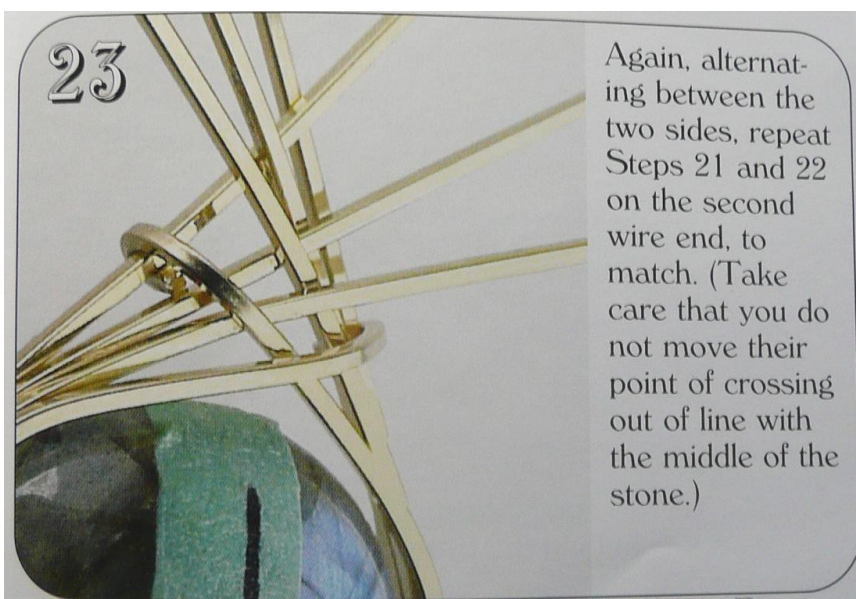 23
Again, alternat-
ing between the
two sides, repeat
Steps 21 and 22
on the second
wire end, to
match. (Take
care that you do
not move their
point of crossing
out of line with
the middle of the
stone.)